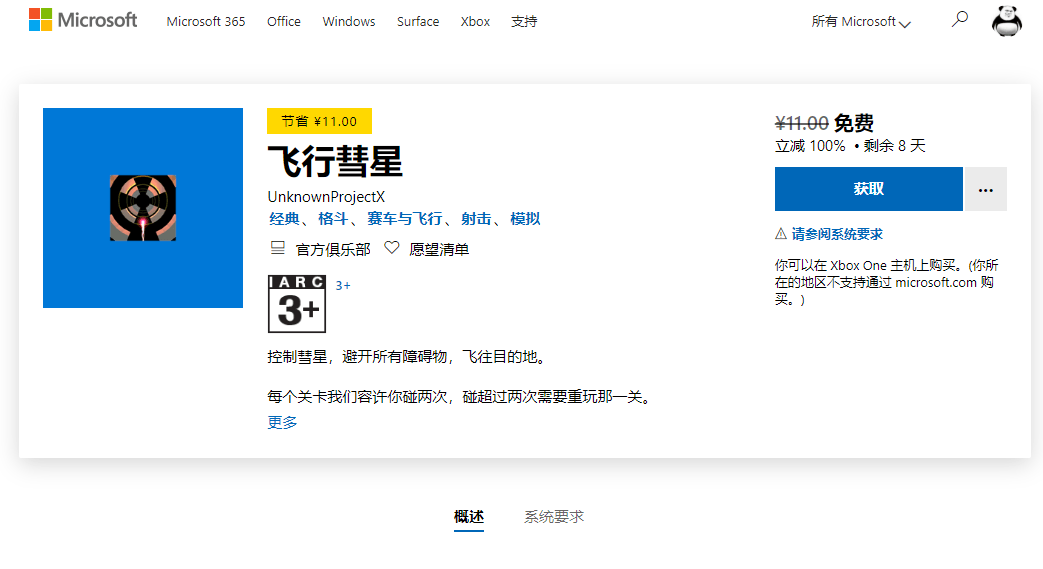 Microsoft Microsoft 365 Office Windows Surface Xbox 支持 所有 Microsoft
节省 ¥11.00
飞行彗星
UnknownProjectX
经典、格斗、赛车与飞行、射击、模拟
官方俱乐部 愿望清单
IARC
3+
3+
控制彗星，避开所有障碍物，飞往目的地。
每个关卡我们容许你碰两次，碰超过两次需要重玩那一关。
更多
¥11.00 免费
立减 100% • 剩余 8 天
获取
请参阅系统要求
你可以在 Xbox One 主机上购买。(你所
在的地区不支持通过 microsoft.com 购
买。)
概述 系统要求